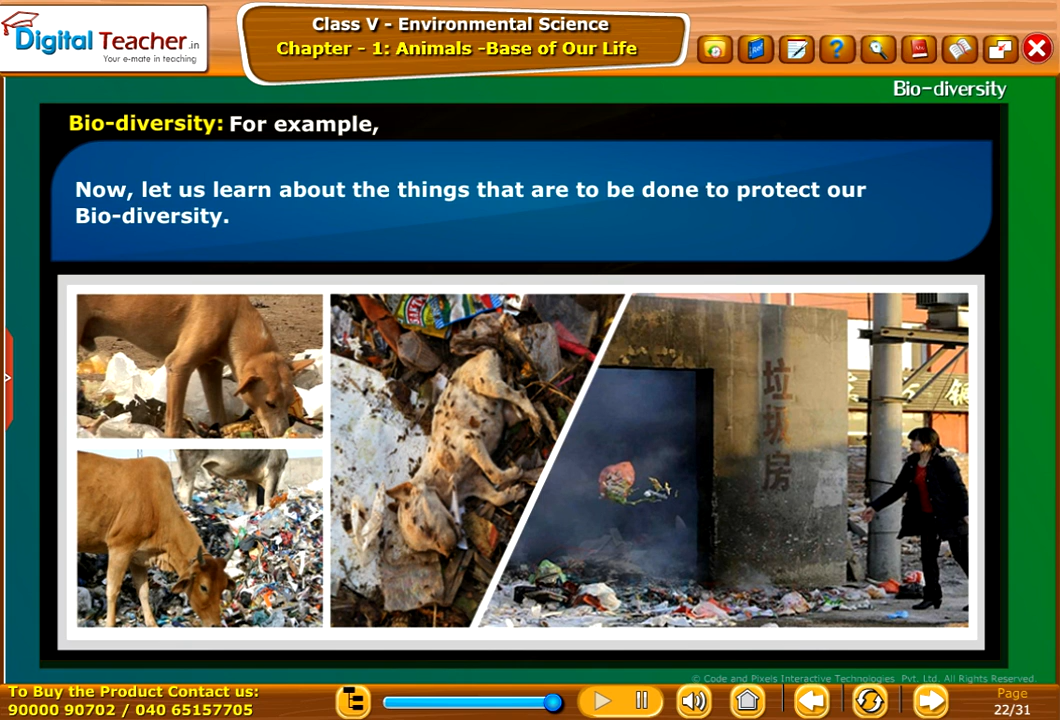 Digital Teacher.in
Your e-mate in teaching
Class V - Environmental Science
Chapter - 1: Animals -Base of Our Life
Bio-diversity
Bio-diversity: For example,
Now, let us learn about the things that are to be done to protect our
Bio-diversity.
垃
圾
房
© Code and Pixels Interactive Technologies Pvt. Ltd. All Rights Reserved.
To Buy the Product Contact us:
90000 90702 / 040 65157705
Page
22/31